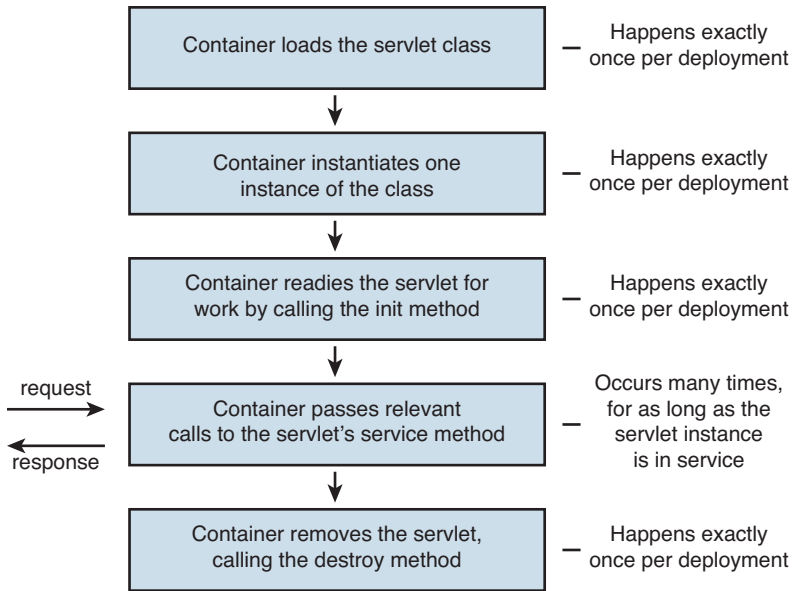 Container loads the servlet class
Happens exactly
once per deployment
Container instantiates one
instance of the class
Happens exactly
once per deployment
Container readies the servlet for
work by calling the init method
Happens exactly
once per deployment
request
response
Container passes relevant
calls to the servlet’s service method
Occurs many times,
for as long as the
servlet instance
is in service
Container removes the servlet,
calling the destroy method
Happens exactly
once per deployment